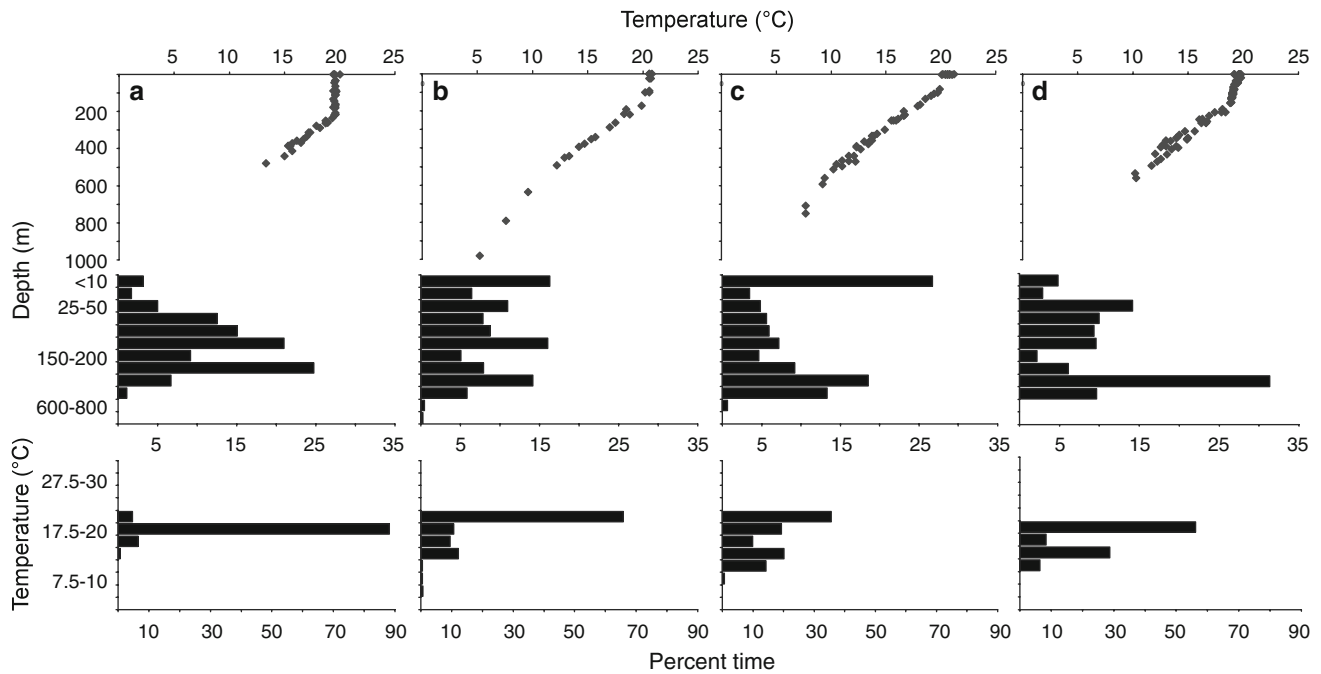 Temperature (°C)
5 10 15 20 25 5 10 15 20 25 5 10 15 20 25 5 10 15 20 25
a b c d
200
400
600
800
1000
Depth (m)
<10
25-50
150-200
600-800
5 15 25 35 5 15 25 35 5 15 25 35 5 15 25 35
Temperature (°C)
27.5-30
17.5-20
7.5-10
10 30 50 70 90 10 30 50 70 90 10 30 50 70 90 10 30 50 70 90
Percent time